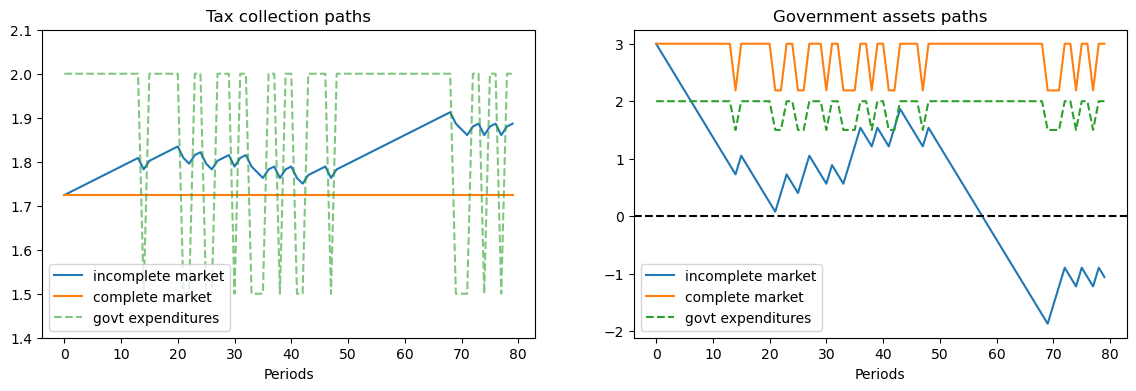 Tax collection paths
2.1
2.0
1.9
1.8
1.7
1.6
1.5
1.4
incomplete market
complete market
govt expenditures
0 10 20 30 40 50 60 70 80
Periods
Government assets paths
3
2
1
0
−1
−2
incomplete market
complete market
govt expenditures
0 10 20 30 40 50 60 70 80
Periods